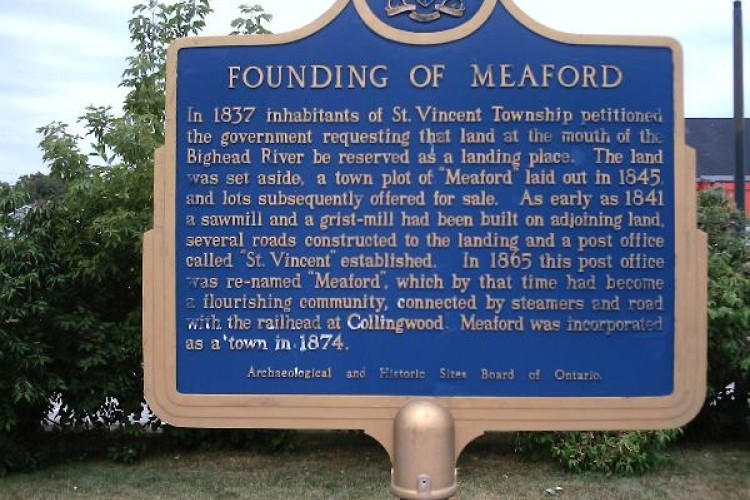 FOUNDING OF MEAFORD
In 1837 inhabitants of St. Vincent Township petitioned
the government requesting that land at the mouth of the
Bighead River be reserved as a landing place. The land
was set aside, a town plot of "Meaford" laid out in 1845,
and lots subsequently offered for sale. As early as 1841
a sawmill and a grist-mill had been built on adjoining land,
several roads constructed to the landing and a post office
called "St. Vincent" established. In 1865 this post office
was re-named "Meaford", which by that time had become
a flourishing community, connected by steamers and road
with the railhead at Collingwood. Meaford was incorporated
as a town in 1874.
Archaeological and Historic Sites Board of Ontario.